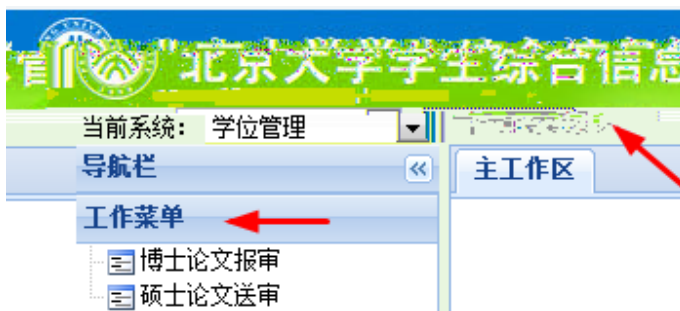 北京大学学生综合信息
当前系统： 学位管理
导航栏
主工作区
工作菜单
博士论文报审
硕士论文送审